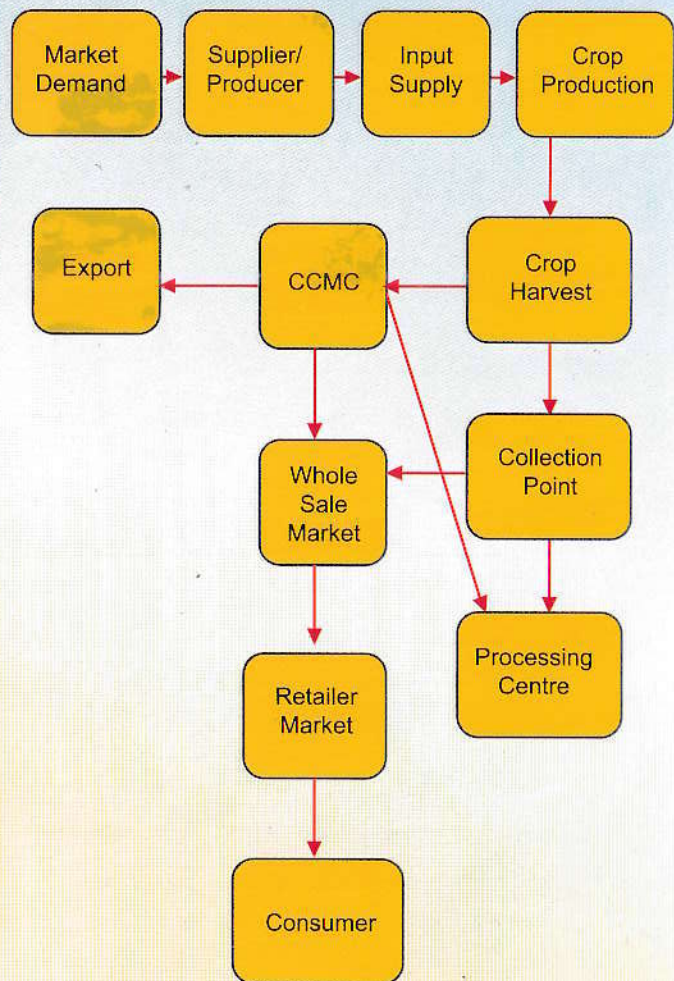 Market
Demand
Supplier/
Producer
Input
Supply
Crop
Production
Export
CCMC
Crop
Harvest
Whole
Sale
Market
Collection
Point
Retailer
Market
Processing
Centre
Consumer